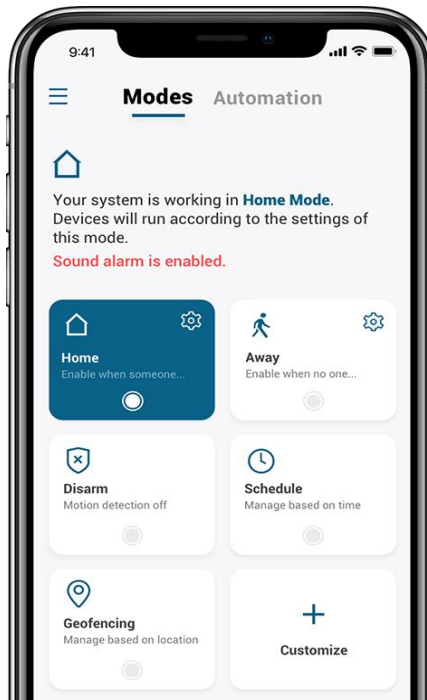 9:41
Modes Automation
Your system is working in Home Mode.
Devices will run according to the settings of
this mode.
Sound alarm is enabled.
Home
Enable when someone...
Away
Enable when no one...
Disarm
Motion detection off
Schedule
Manage based on time
Geofencing
Manage based on location
Customize